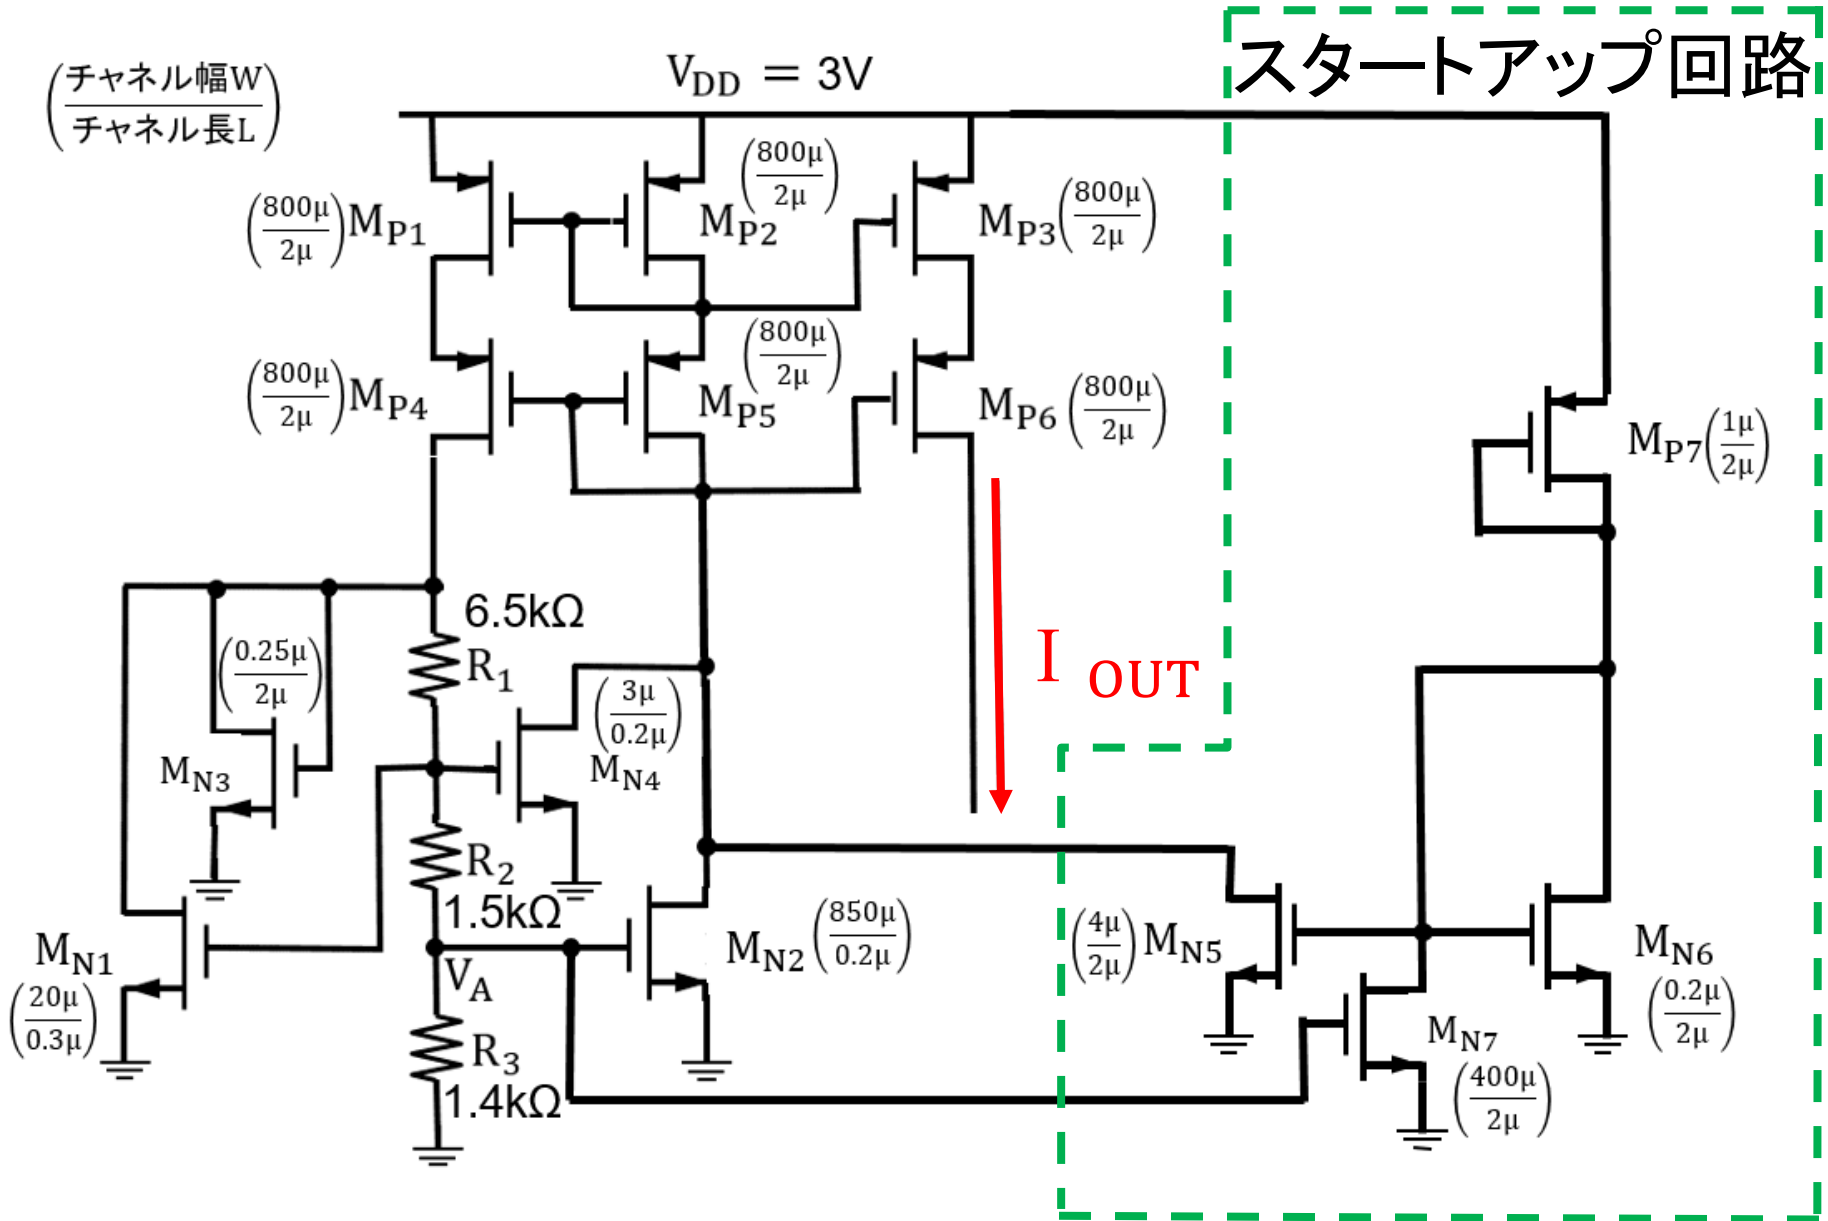 スタートアップ回路
(チャネル幅W/チャネル長L)
V_DD = 3V
(800μ/2μ) M_P1
M_P2 (800μ/2μ)
M_P3 (800μ/2μ)
(800μ/2μ) M_P4
M_P5 (800μ/2μ)
M_P6 (800μ/2μ)
M_P7 (1μ/2μ)
6.5kΩ
R_1
(0.25μ/2μ)
M_N3
(3μ/0.2μ)
M_N4
I_OUT
R_2
1.5kΩ
V_A
M_N1
(20μ/0.3μ)
M_N2 (850μ/0.2μ)
R_3
1.4kΩ
(4μ/2μ) M_N5
M_N6
(0.2μ/2μ)
M_N7
(400μ/2μ)